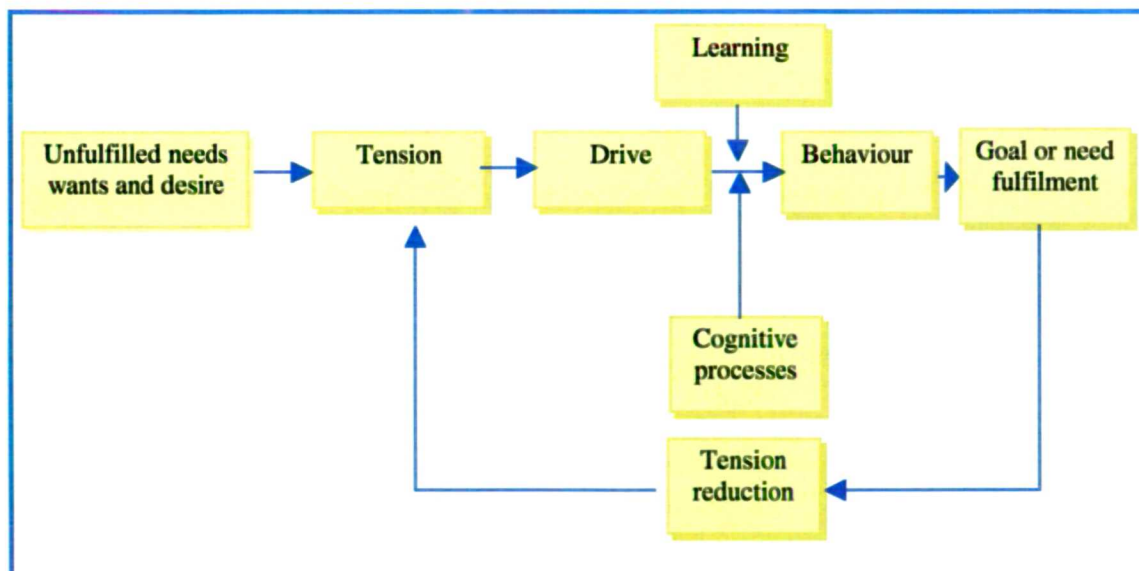 Learning
Unfulfilled needs
wants and desire
Tension
Drive
Behaviour
Goal or need
fulfilment
Cognitive
processes
Tension
reduction